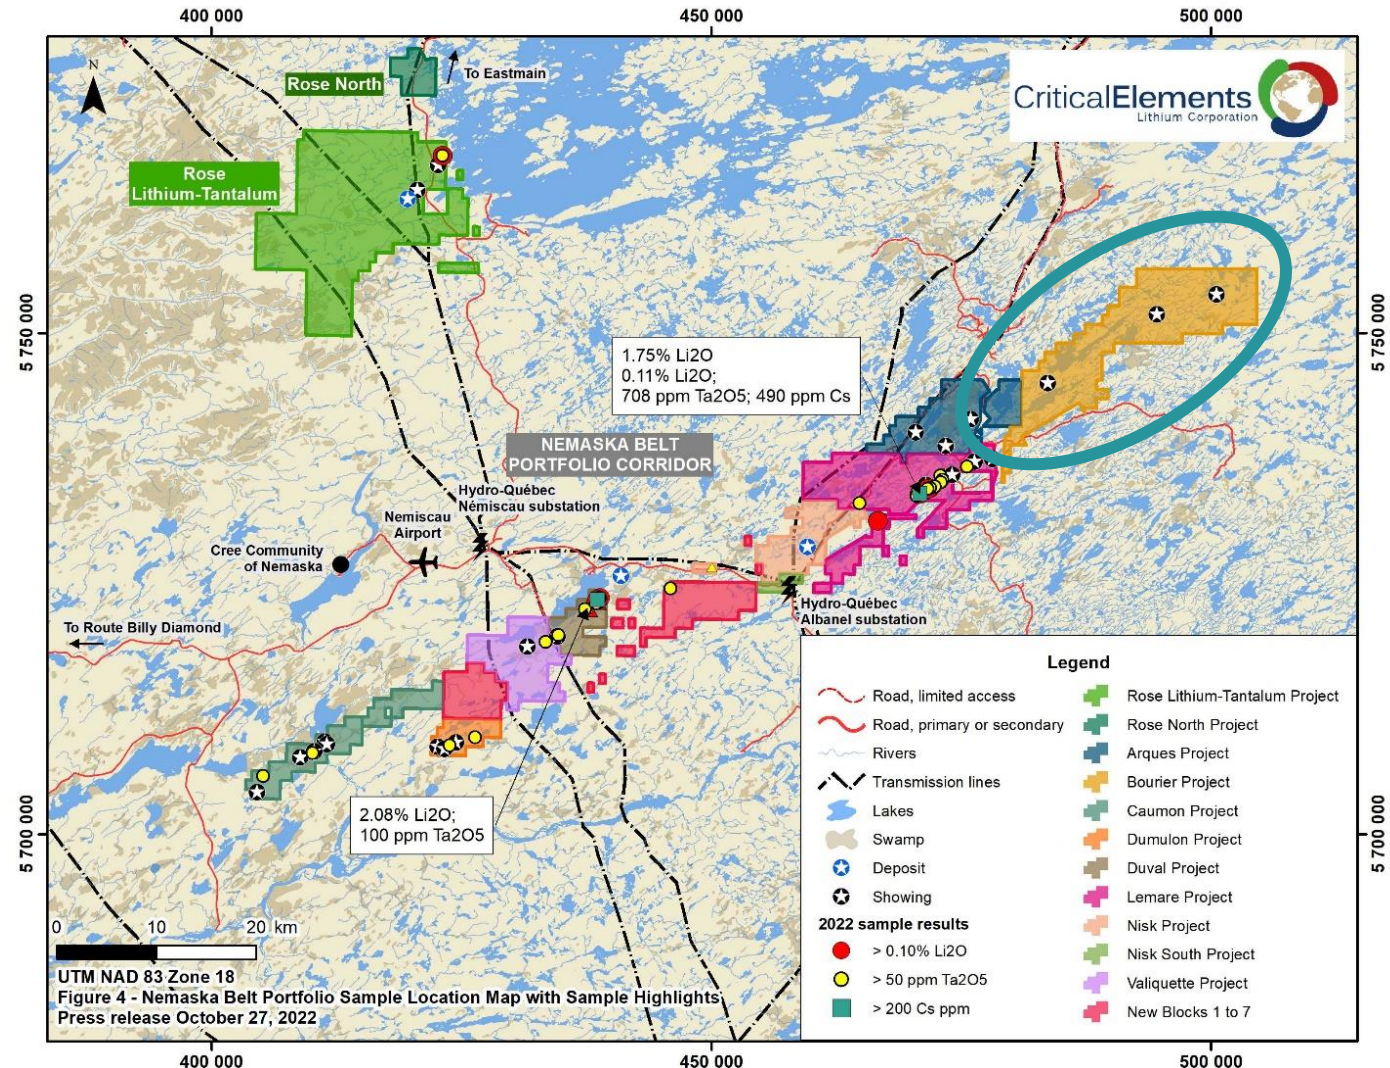 400 000
450 000
500 000
N
Rose North
To Eastmain
CriticalElements
Lithium Corporation
Rose
Lithium-Tantalum
5 750 000
5 750 000
1.75% Li2O
0.11% Li2O;
708 ppm Ta2O5; 490 ppm Cs
NEMASKA BELT
PORTFOLIO CORRIDOR
Hydro-Québec
Némiscau substation
Nemiscau
Airport
Cree Community
of Nemaska
To Route Billy Diamond
Hydro-Québec
Albanel substation
2.08% Li2O;
100 ppm Ta2O5
5 700 000
5 700 000
Legend
Road, limited access
Road, primary or secondary
Rivers
Transmission lines
Lakes
Swamp
Deposit
Showing
2022 sample results
> 0.10% Li2O
> 50 ppm Ta2O5
> 200 Cs ppm
Rose Lithium-Tantalum Project
Rose North Project
Arques Project
Bourier Project
Caumon Project
Dumulon Project
Duval Project
Lemare Project
Nisk Project
Nisk South Project
Valiquette Project
New Blocks 1 to 7
0 10 20 km
UTM NAD 83 Zone 18
Figure 4 - Nemaska Belt Portfolio Sample Location Map with Sample Highlights
Press release October 27, 2022
400 000
450 000
500 000